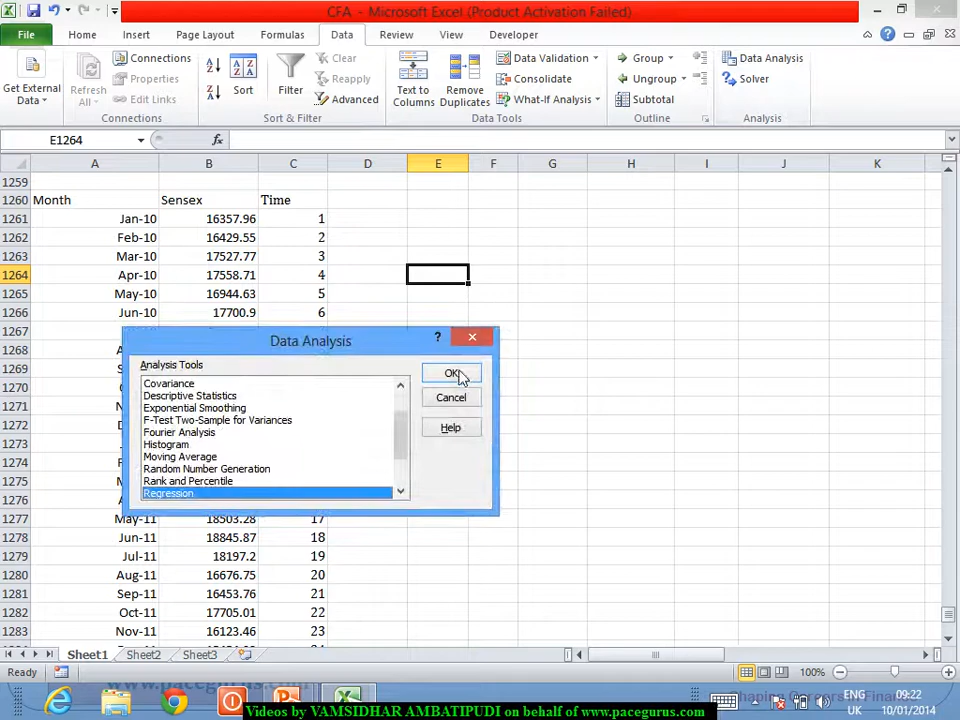 CFA - Microsoft Excel (Product Activation Failed)
File Home Insert Page Layout Formulas Data Review View Developer
Get External Data
Refresh All
Connections
Properties
Edit Links
Connections
Sort
Filter
Clear
Reapply
Advanced
Sort & Filter
Text to Columns
Remove Duplicates
Data Validation
Consolidate
What-If Analysis
Data Tools
Group
Ungroup
Subtotal
Outline
Data Analysis
Solver
Analysis
E1264 fx
A B C D E F G H I J K
1259
1260 Month Sensex Time
1261 Jan-10 16357.96 1
1262 Feb-10 16429.55 2
1263 Mar-10 17527.77 3
1264 Apr-10 17558.71 4
1265 May-10 16944.63 5
1266 Jun-10 17700.9 6
1267
1268
1269
1270
1271
1272
1273
1274
1275
1276
Data Analysis
?
Analysis Tools
Covariance
Descriptive Statistics
Exponential Smoothing
F-Test Two-Sample for Variances
Fourier Analysis
Histogram
Moving Average
Random Number Generation
Rank and Percentile
Regression
OK
Cancel
Help
1277 May-11 18503.28 17
1278 Jun-11 18845.87 18
1279 Jul-11 18197.2 19
1280 Aug-11 16676.75 20
1281 Sep-11 16453.76 21
1282 Oct-11 17705.01 22
1283 Nov-11 16123.46 23
Sheet1 Sheet2 Sheet3
Ready 100%
www.pacegurus.com
ENG
UK
09:22
10/01/2014
Videos by VAMSIDHAR AMBATIPUDI on behalf of www.pacegurus.com